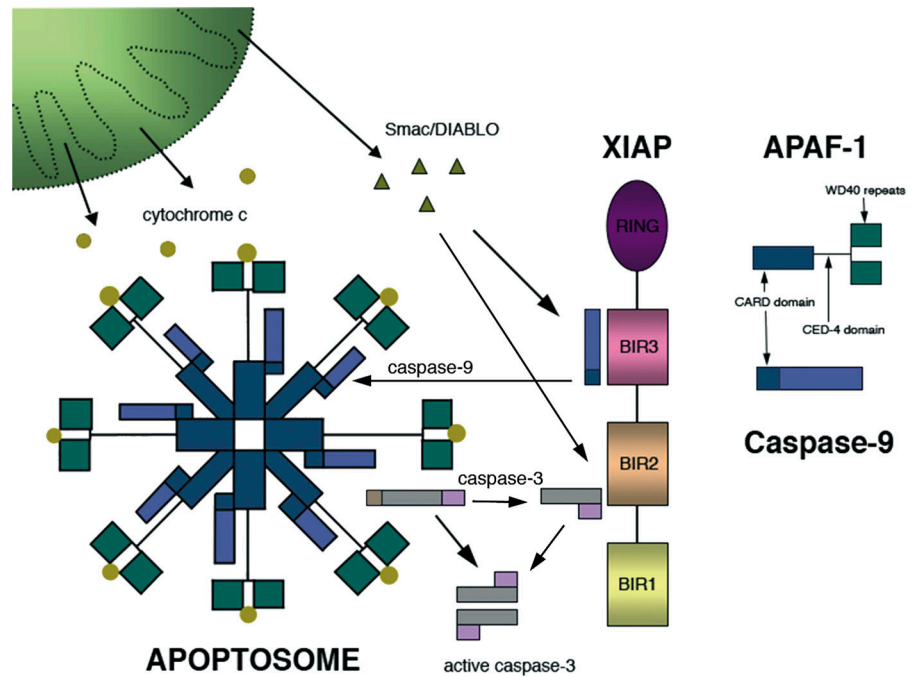 Smac/DIABLO
XIAP
APAF-1
WD40 repeats
cytochrome c
RING
CARD domain
CED-4 domain
BIR3
caspase-9
Caspase-9
BIR2
caspase-3
BIR1
APOPTOSOME
active caspase-3